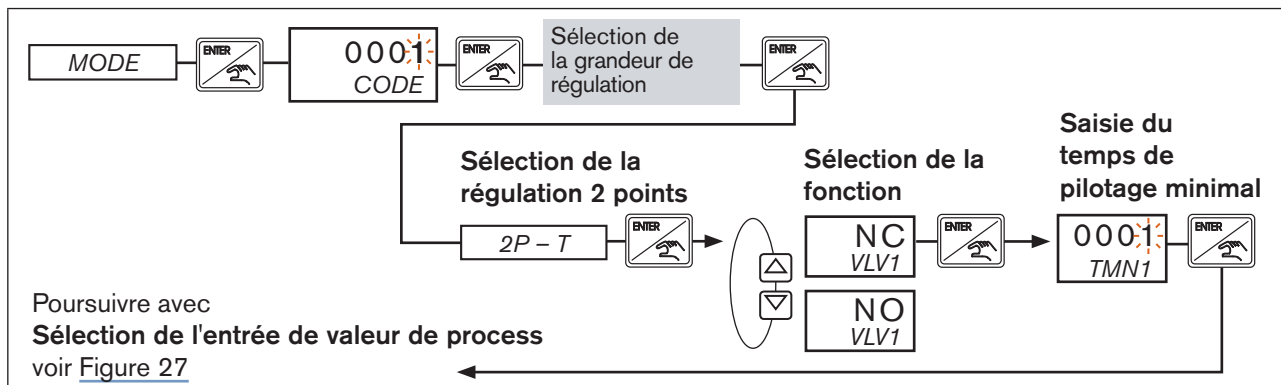 MODE
ENTER
0001
CODE
ENTER
Sélection de
la grandeur de
régulation
ENTER
Sélection de la
régulation 2 points
2P – T
ENTER
Sélection de la
fonction
NC
VLV1
NO
VLV1
ENTER
Saisie du
temps de
pilotage minimal
0001
TMN1
ENTER
Poursuivre avec
Sélection de l'entrée de valeur de process
voir Figure 27